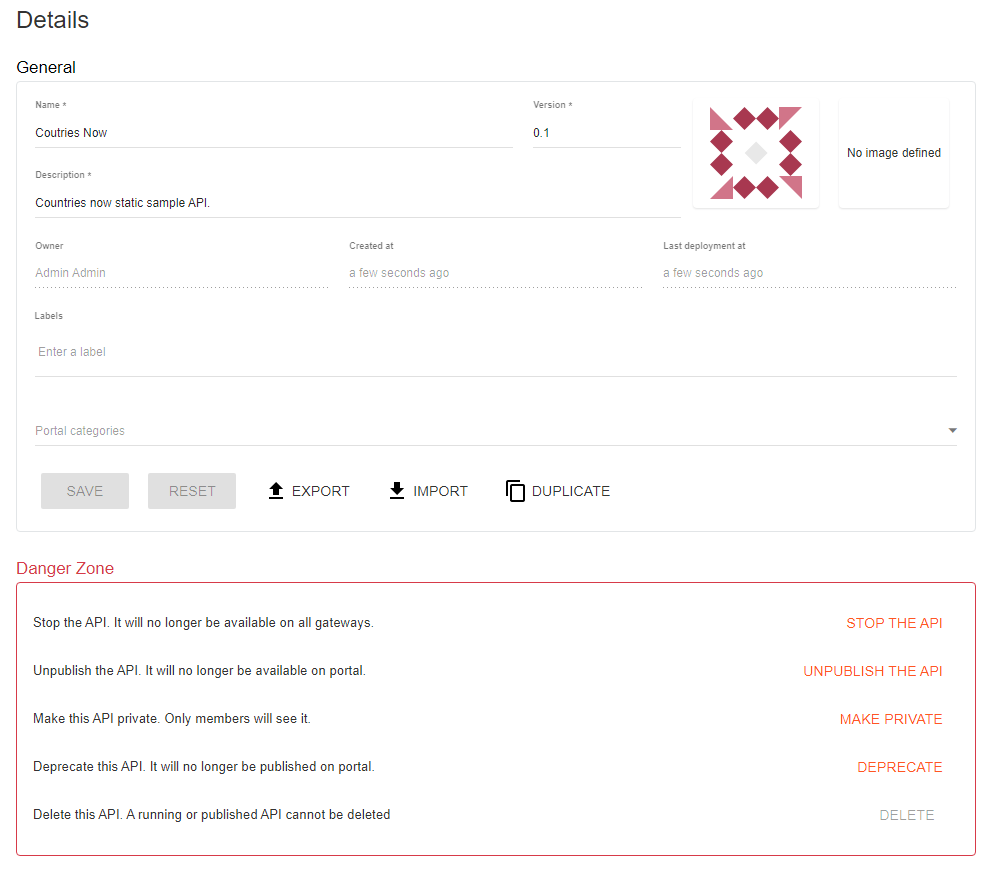 Details
General
Name *
Version *
Coutries Now
0.1
No image defined
Description *
Countries now static sample API.
Owner
Created at
Last deployment at
Admin Admin
a few seconds ago
a few seconds ago
Labels
Enter a label
Portal categories
SAVE
RESET
EXPORT
IMPORT
DUPLICATE
Danger Zone
Stop the API. It will no longer be available on all gateways.
STOP THE API
Unpublish the API. It will no longer be available on portal.
UNPUBLISH THE API
Make this API private. Only members will see it.
MAKE PRIVATE
Deprecate this API. It will no longer be published on portal.
DEPRECATE
Delete this API. A running or published API cannot be deleted
DELETE